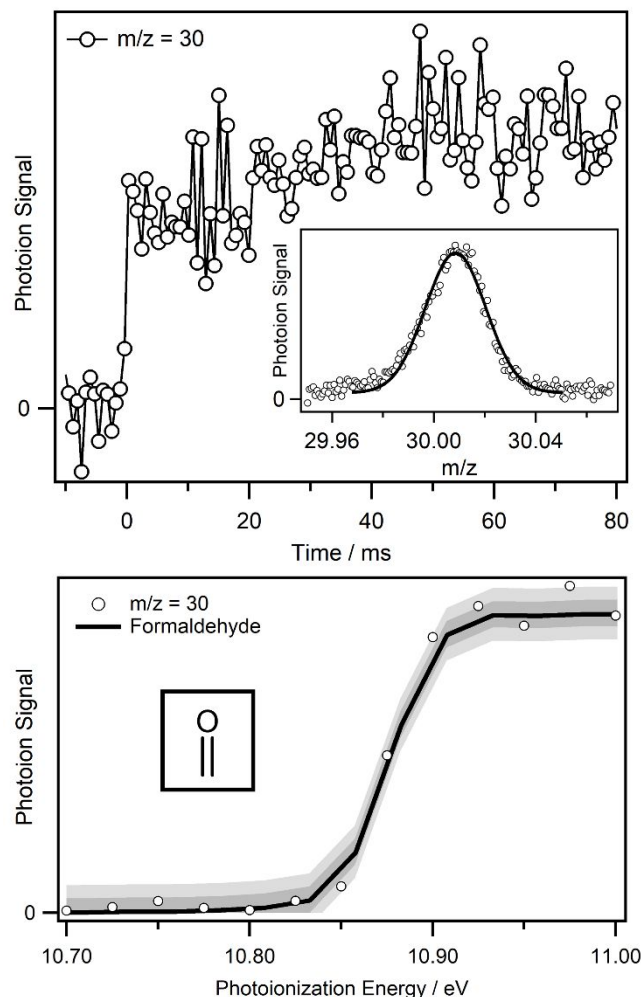 m/z = 30
Photoion Signal
0
Photoion Signal
0
29.96 30.00 30.04
m/z
0 20 40 60 80
Time / ms
m/z = 30
Formaldehyde
O
Photoion Signal
0
10.70 10.80 10.90 11.00
Photoionization Energy / eV